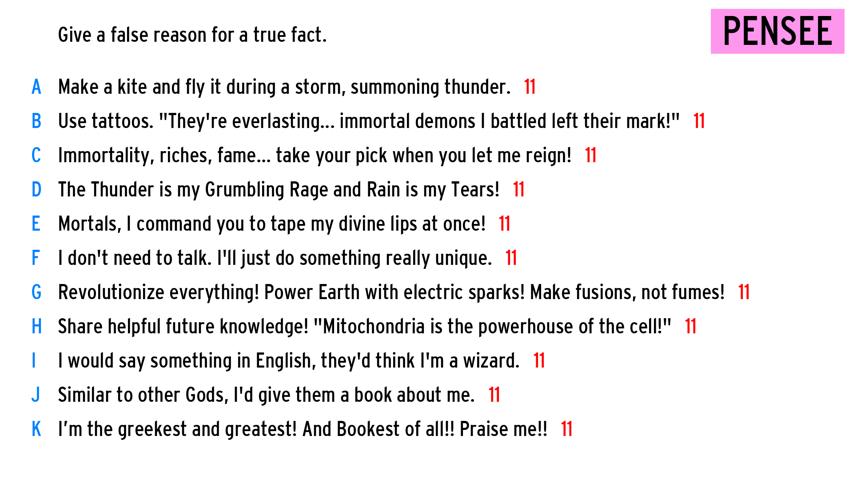 Give a false reason for a true fact.
PENSEE
A Make a kite and fly it during a storm, summoning thunder. 11
B Use tattoos. "They're everlasting... immortal demons I battled left their mark!" 11
C Immortality, riches, fame... take your pick when you let me reign! 11
D The Thunder is my Grumbling Rage and Rain is my Tears! 11
E Mortals, I command you to tape my divine lips at once! 11
F I don't need to talk. I'll just do something really unique. 11
G Revolutionize everything! Power Earth with electric sparks! Make fusions, not fumes! 11
H Share helpful future knowledge! "Mitochondria is the powerhouse of the cell!" 11
I I would say something in English, they'd think I'm a wizard. 11
J Similar to other Gods, I'd give them a book about me. 11
K I’m the greekest and greatest! And Bookest of all!! Praise me!! 11